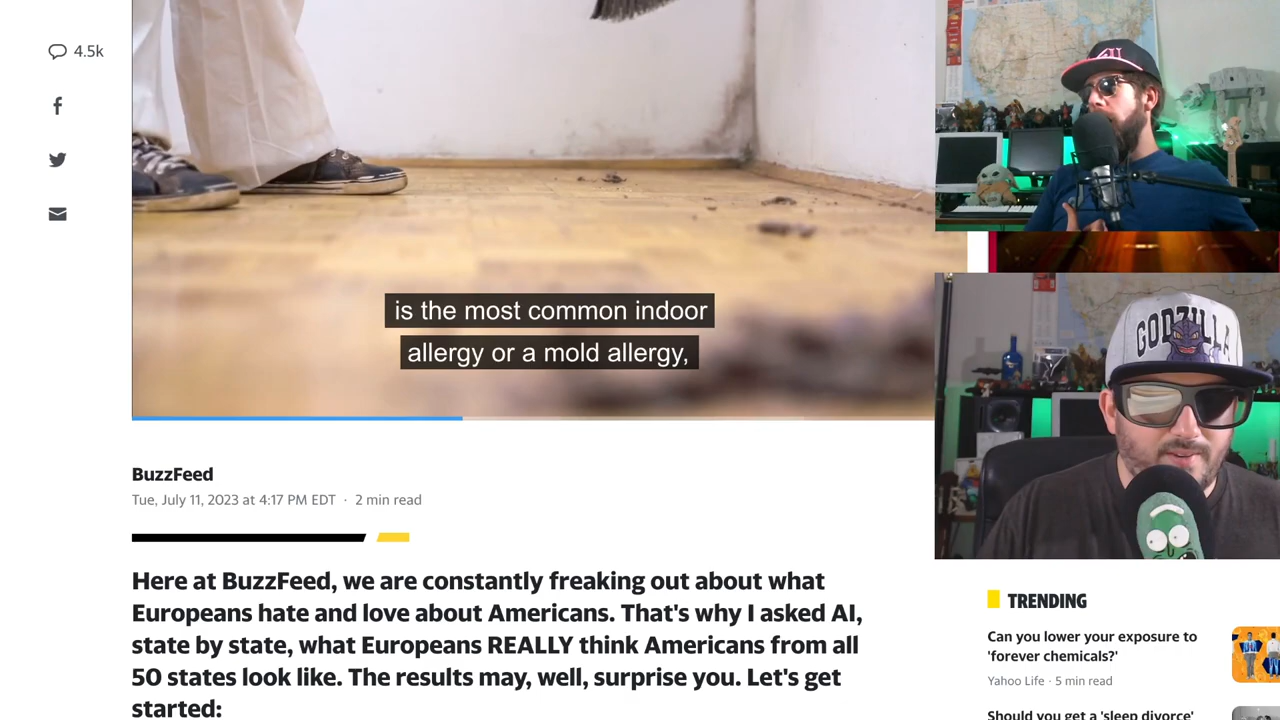 4.5k
is the most common indoor
allergy or a mold allergy,
BuzzFeed
Tue, July 11, 2023 at 4:17 PM EDT · 2 min read
Here at BuzzFeed, we are constantly freaking out about what
Europeans hate and love about Americans. That's why I asked AI,
state by state, what Europeans REALLY think Americans from all
50 states look like. The results may, well, surprise you. Let's get
started:
GODZILLA
TRENDING
Can you lower your exposure to
'forever chemicals?'
Yahoo Life · 5 min read
Should you get a 'sleep divorce'